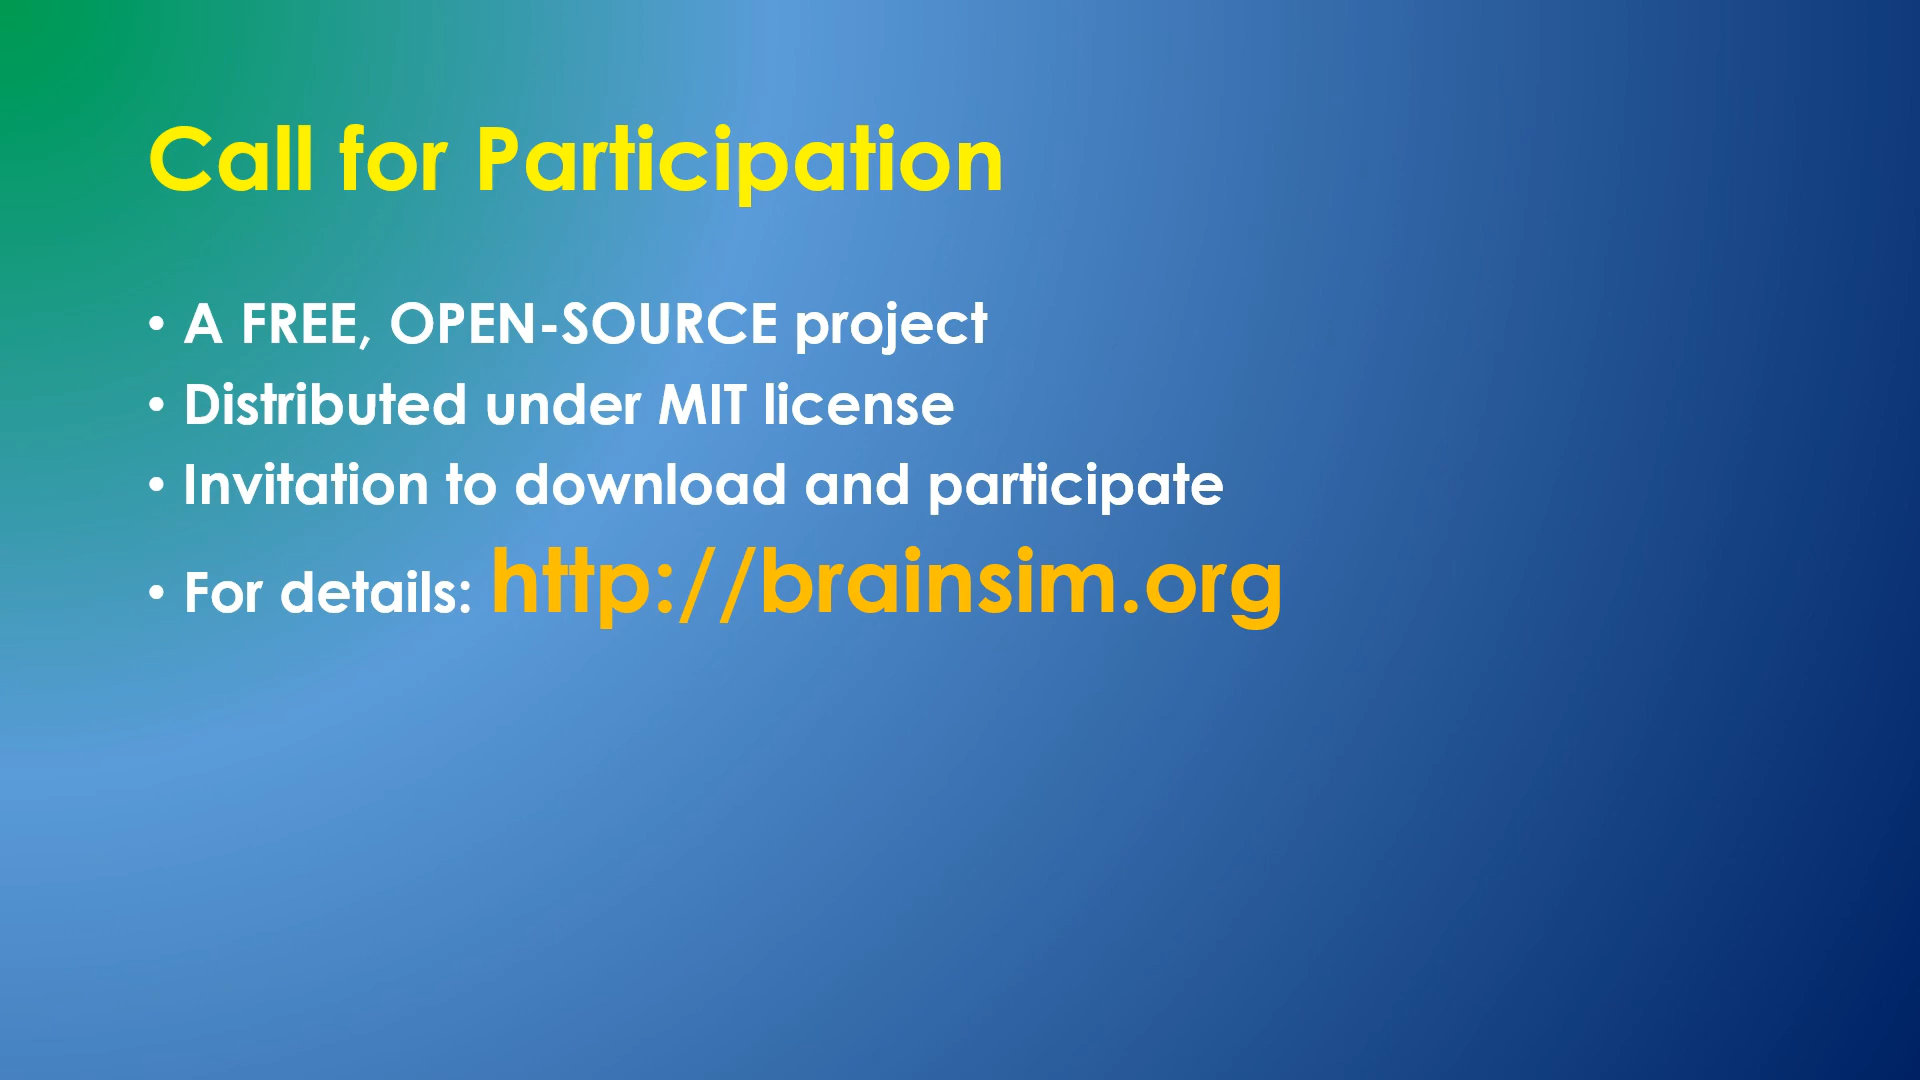 Call for Participation
• A FREE, OPEN-SOURCE project
• Distributed under MIT license
• Invitation to download and participate
• For details: http://brainsim.org